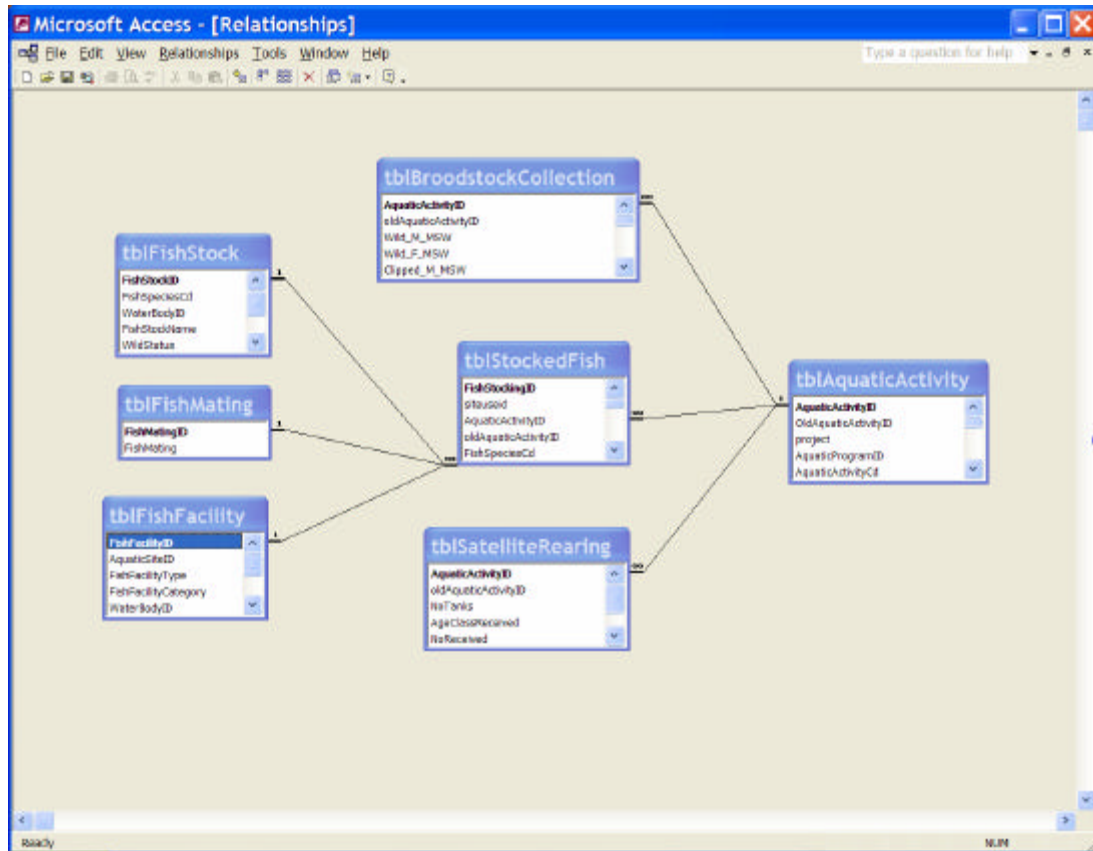 Microsoft Access - [Relationships]
File Edit View Relationships Tools Window Help
Type a question for help
tblBroodstockCollection
AquaticActivityID
oldAquaticActivityID
Wild_M_MSW
Wild_F_MSW
Clipped_M_MSW
tblFishStock
FishStockID
FishSpeciesCd
WaterBodyID
FishStockName
WildStatus
tblStockedFish
FishStockingID
siteuseid
AquaticActivityID
oldAquaticActivityID
FishSpeciesCd
tblAquaticActivity
AquaticActivityID
OldAquaticActivityID
project
AquaticProgramID
AquaticActivityCd
tblFishMating
FishMatingID
FishMating
tblFishFacility
FishFacilityID
AquaticSiteID
FishFacilityType
FishFacilityCategory
WaterBodyID
tblSatelliteRearing
AquaticActivityID
oldAquaticActivityID
NoTanks
AgeClassReceived
NoReceived
Ready
NUM